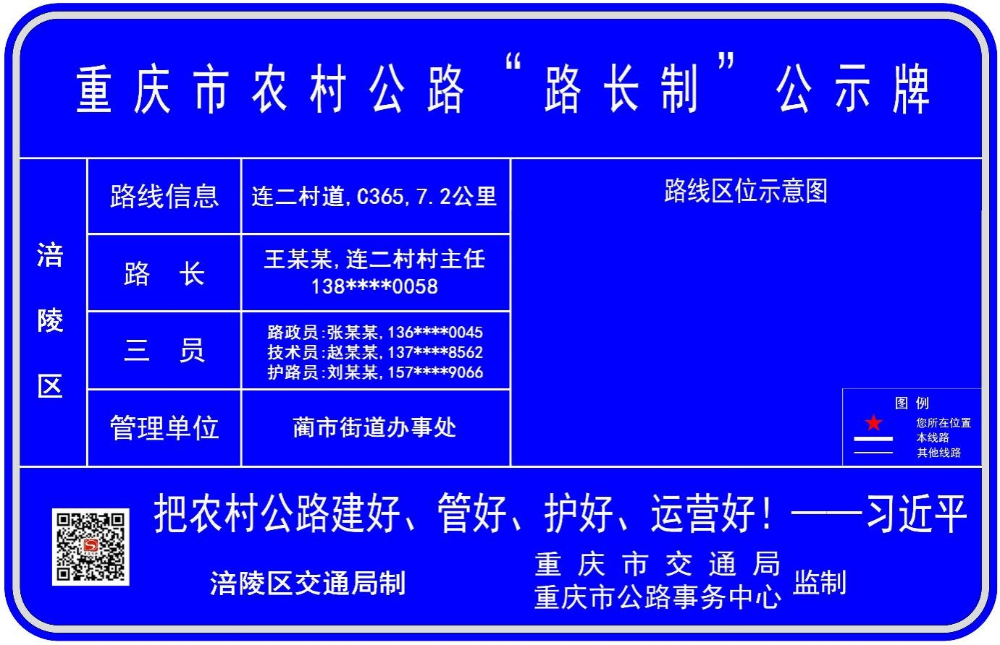 重庆市农村公路“路长制”公示牌
涪陵区
路线信息
连二村道,C365,7.2公里
路长
王某某,连二村村主任
138****0058
三员
路政员:张某某,136****0045
技术员:赵某某,137****8562
护路员:刘某某,157****9066
管理单位
蔺市街道办事处
路线区位示意图
图例
您所在位置
本线路
其他线路
把农村公路建好、管好、护好、运营好!——习近平
涪陵区交通局制
重庆市交通局
重庆市公路事务中心
监制